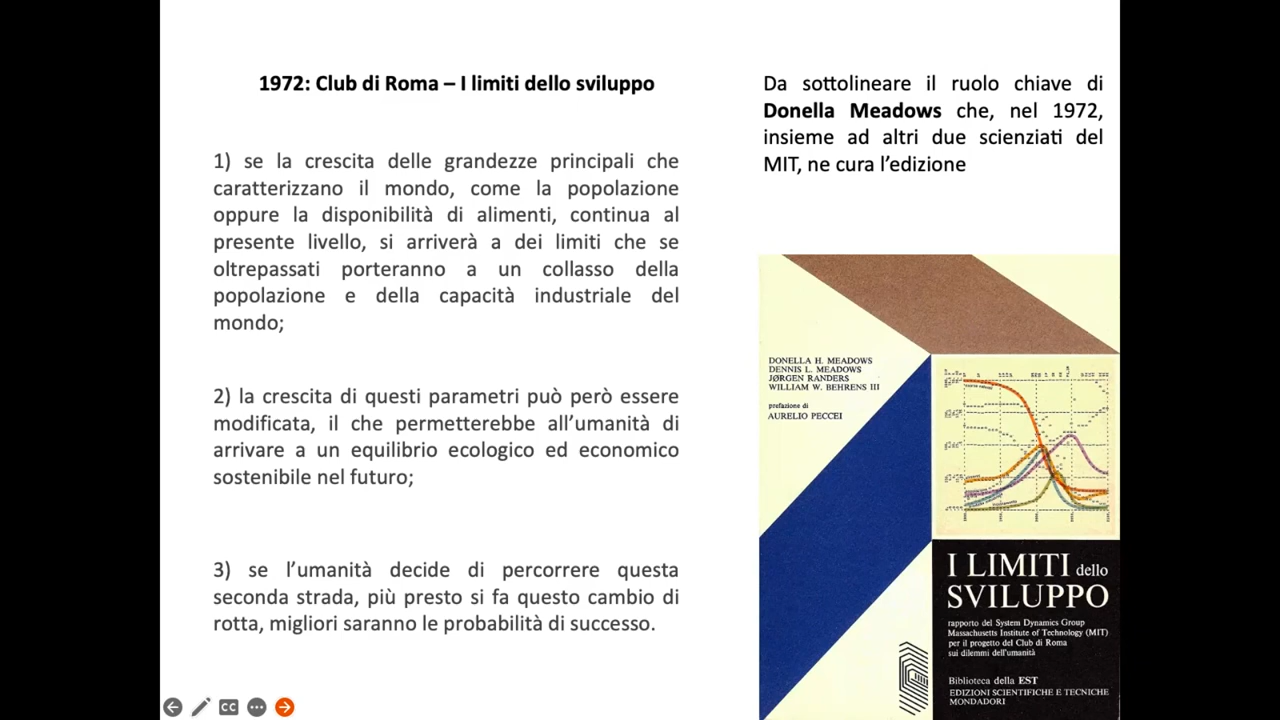 1972: Club di Roma – I limiti dello sviluppo
1) se la crescita delle grandezze principali che
caratterizzano il mondo, come la popolazione
oppure la disponibilità di alimenti, continua al
presente livello, si arriverà a dei limiti che se
oltrepassati porteranno a un collasso della
popolazione e della capacità industriale del
mondo;
2) la crescita di questi parametri può però essere
modificata, il che permetterebbe all’umanità di
arrivare a un equilibrio ecologico ed economico
sostenibile nel futuro;
3) se l’umanità decide di percorrere questa
seconda strada, più presto si fa questo cambio di
rotta, migliori saranno le probabilità di successo.
Da sottolineare il ruolo chiave di
Donella Meadows che, nel 1972,
insieme ad altri due scienziati del
MIT, ne cura l’edizione
DONELLA H. MEADOWS
DENNIS L. MEADOWS
JØRGEN RANDERS
WILLIAM W. BEHRENS III
prefazione di
AURELIO PECCEI
I LIMITI dello
SVILUPPO
rapporto del System Dynamics Group
Massachusetts Institute of Technology (MIT)
per il progetto del Club di Roma
sui dilemmi dell'umanità
Biblioteca della EST
EDIZIONI SCIENTIFICHE E TECNICHE
MONDADORI
CC